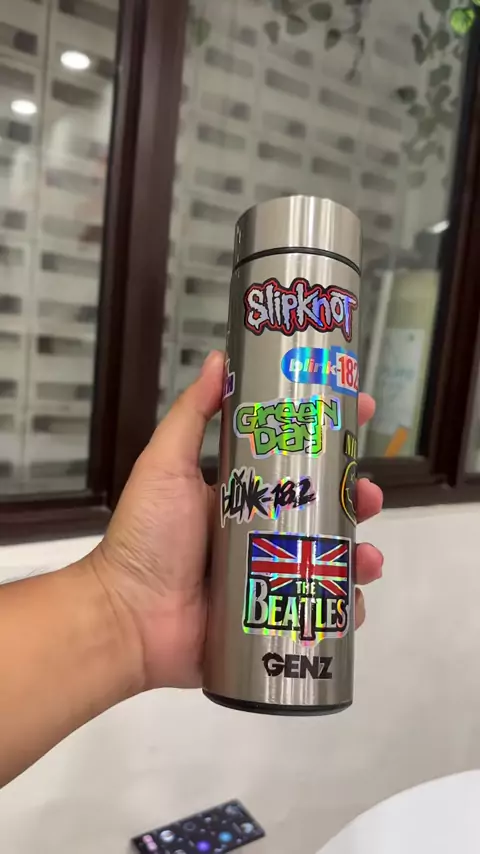 SLIPKNOT
blink-182
GREEN
DAY
BLINK-182
THE
BEATLES
GENZ